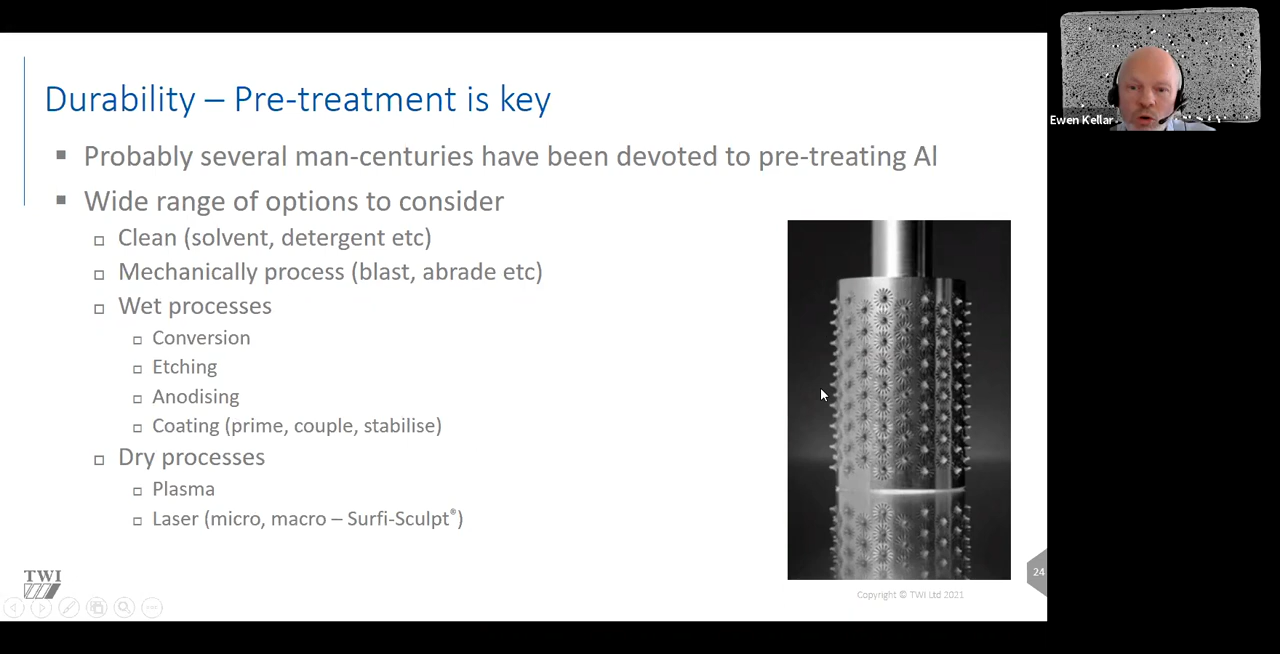 Durability – Pre-treatment is key
Probably several man-centuries have been devoted to pre-treating Al
Wide range of options to consider
Clean (solvent, detergent etc)
Mechanically process (blast, abrade etc)
Wet processes
Conversion
Etching
Anodising
Coating (prime, couple, stabilise)
Dry processes
Plasma
Laser (micro, macro – Surfi-Sculpt®)
TWI
24
Copyright © TWI Ltd 2021
Ewen Kellar